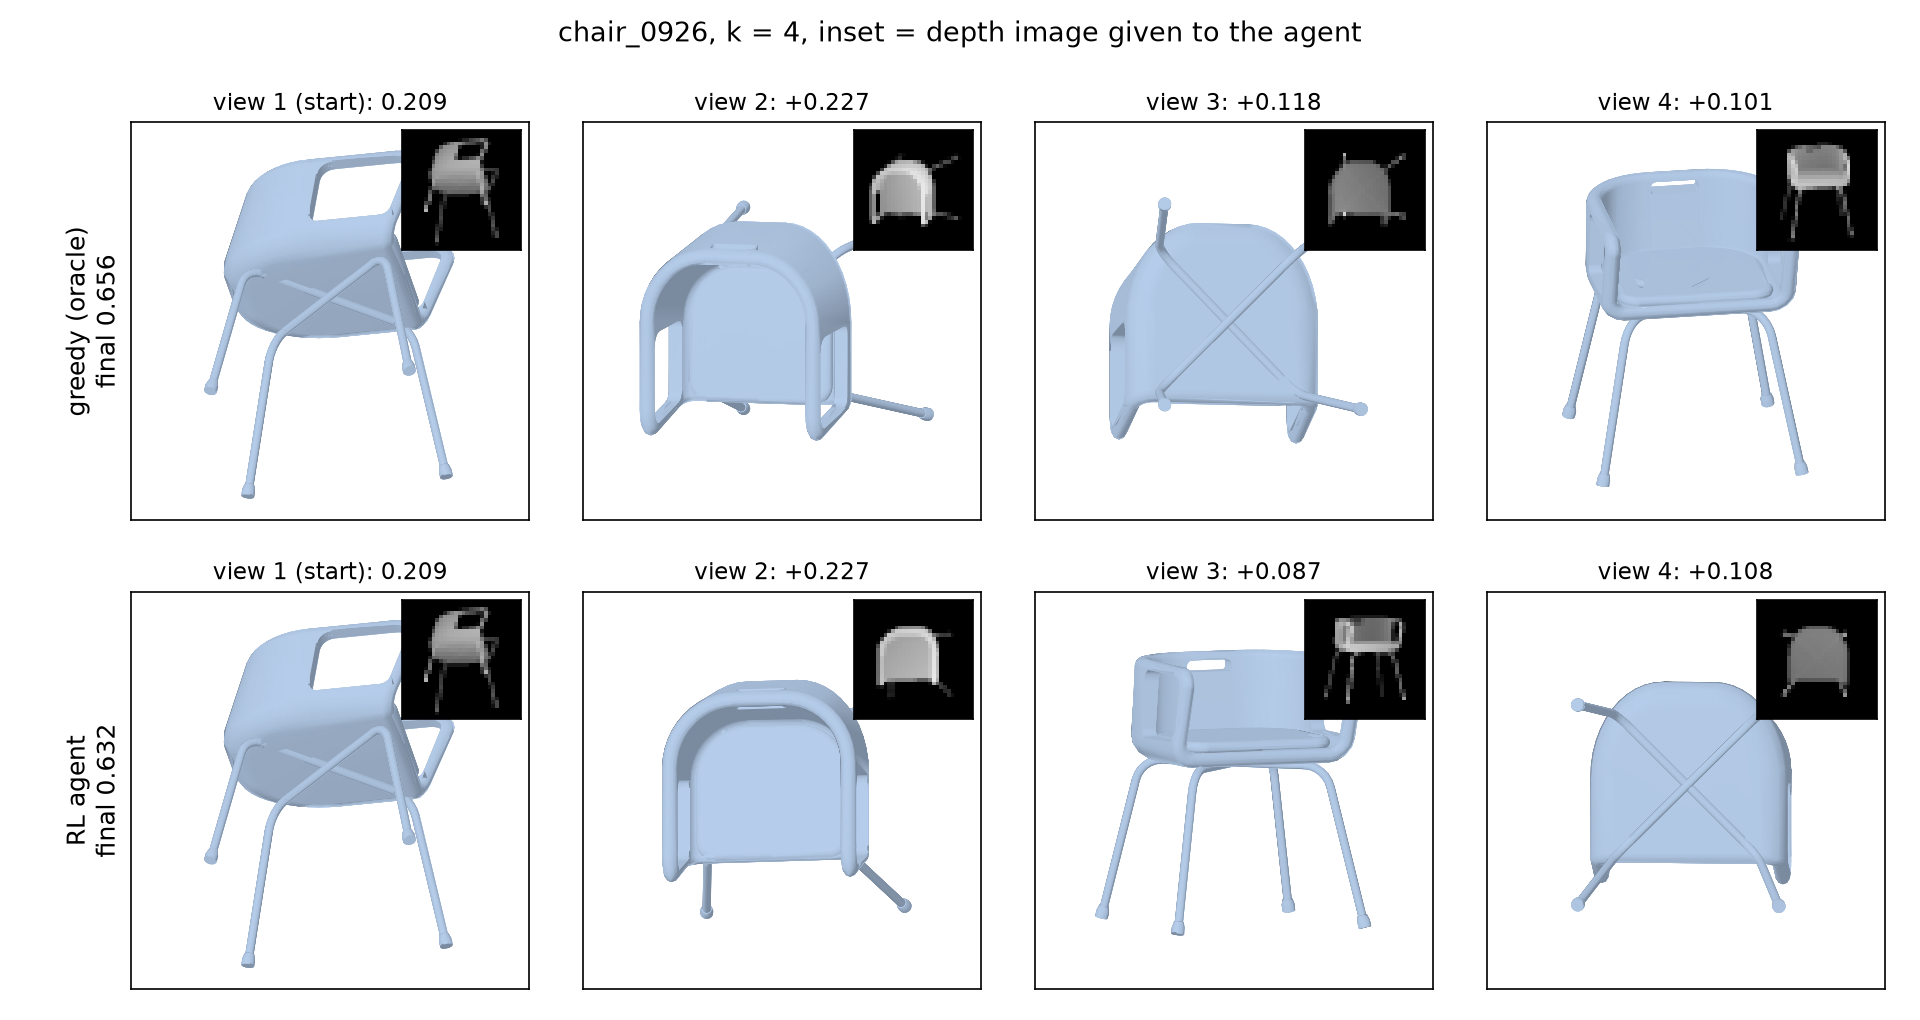 chair_0926, k = 4, inset = depth image given to the agent
view 1 (start): 0.209
view 2: +0.227
view 3: +0.118
view 4: +0.101
greedy (oracle)
final 0.656
view 1 (start): 0.209
view 2: +0.227
view 3: +0.087
view 4: +0.108
RL agent
final 0.632